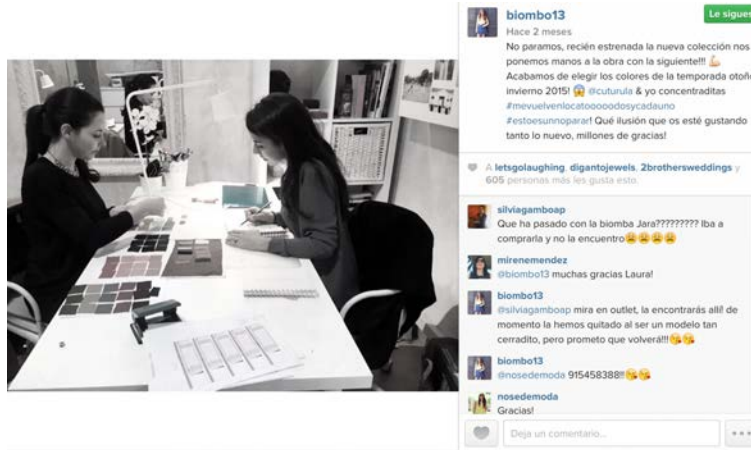 biombo13
Le sigues
Hace 2 meses
No paramos, recién estrenada la nueva colección nos
ponemos manos a la obra con la siguiente!!!
Acabamos de elegir los colores de la temporada otoño
invierno 2015! 😱 @cuturula & yo concentraditas
#mevuelvenlocatooooodosycadauno
#estoesunnoparar! Qué ilusión que os esté gustando
tanto lo nuevo, millones de gracias!
A letsgolaughing, digantojewels, 2brothersweddings y
605 personas más les gusta esto.
silviagamboap
Que ha pasado con la biomba Jara????????? Iba a
comprarla y no la encuentro😩😩😩😩
mirenemendez
@biombo13 muchas gracias Laura!
biombo13
@silviagamboap mira en outlet, la encontrarás allí! de
momento la hemos quitado al ser un modelo tan
cerradito, pero prometo que volverá!!!😘😘
biombo13
@nosedemoda 915458388!!😘😘
nosedemoda
Gracias!
Deja un comentario...